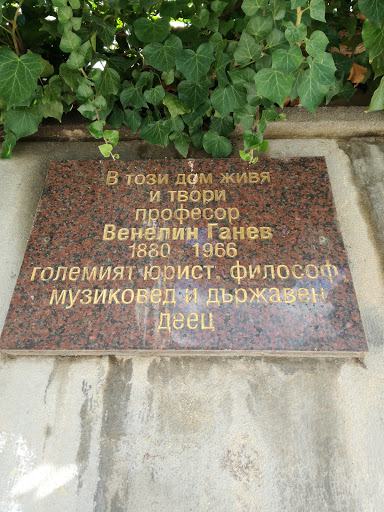 В този дом живя
и твори
професор
Венелин Ганев
1880 1966
големият юрист, философ
музиковед и държавен
деец